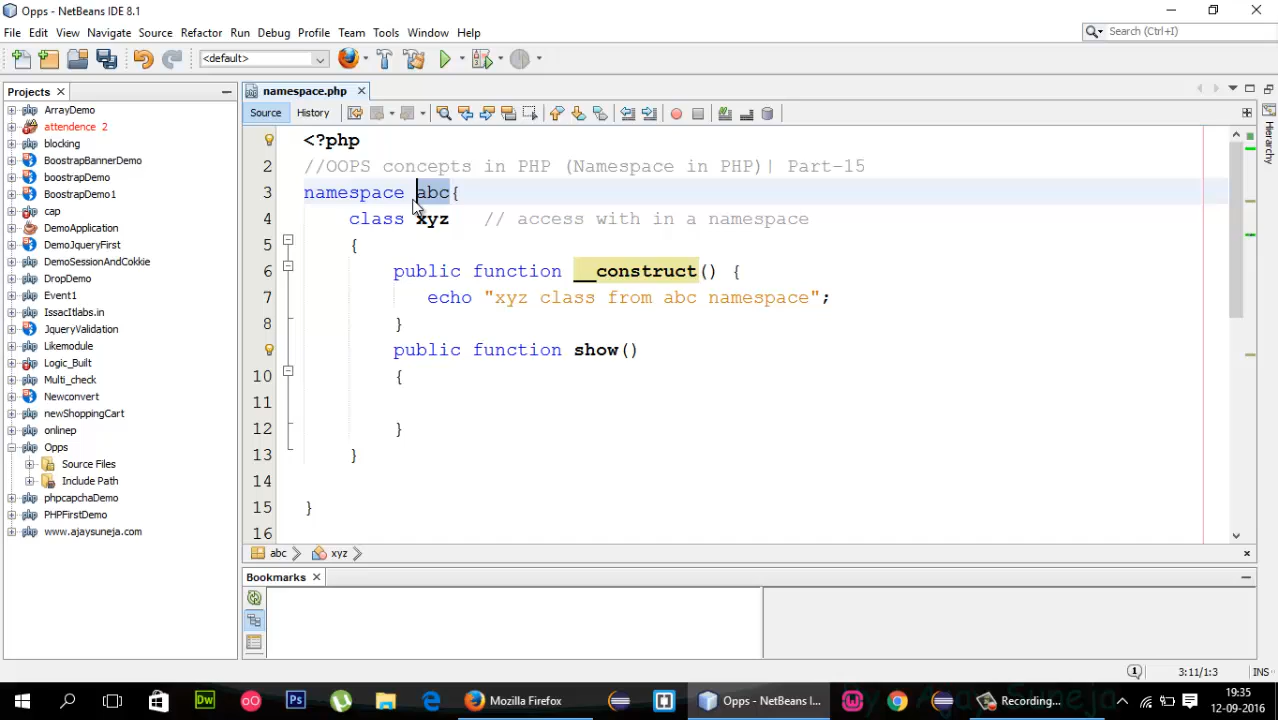 Opps - NetBeans IDE 8.1
File Edit View Navigate Source Refactor Run Debug Profile Team Tools Window Help
Search (Ctrl+I)
<default>
Projects
namespace.php
Source History
ArrayDemo
attendence 2
blocking
BoostrapBannerDemo
boostrapDemo
BoostrapDemo1
cap
DemoApplication
DemoJqueryFirst
DemoSessionAndCokkie
DropDemo
Event1
IssacItlabs.in
JqueryValidation
Likemodule
Logic_Built
Multi_check
Newconvert
newShoppingCart
onlinep
Opps
Source Files
Include Path
phpcapchaDemo
PHPFirstDemo
www.ajaysuneja.com
<?php
2 //OOPS concepts in PHP (Namespace in PHP)| Part-15
3 namespace abc{
4 class xyz // access with in a namespace
5 {
6 public function __construct() {
7 echo "xyz class from abc namespace";
8 }
public function show()
10 {
11
12 }
13 }
14
15 }
16
abc xyz
Bookmarks
Hierarchy
1 3:11/1:3 INS
Mozilla Firefox
Opps - NetBeans I...
Recording...
19:35
12-09-2016